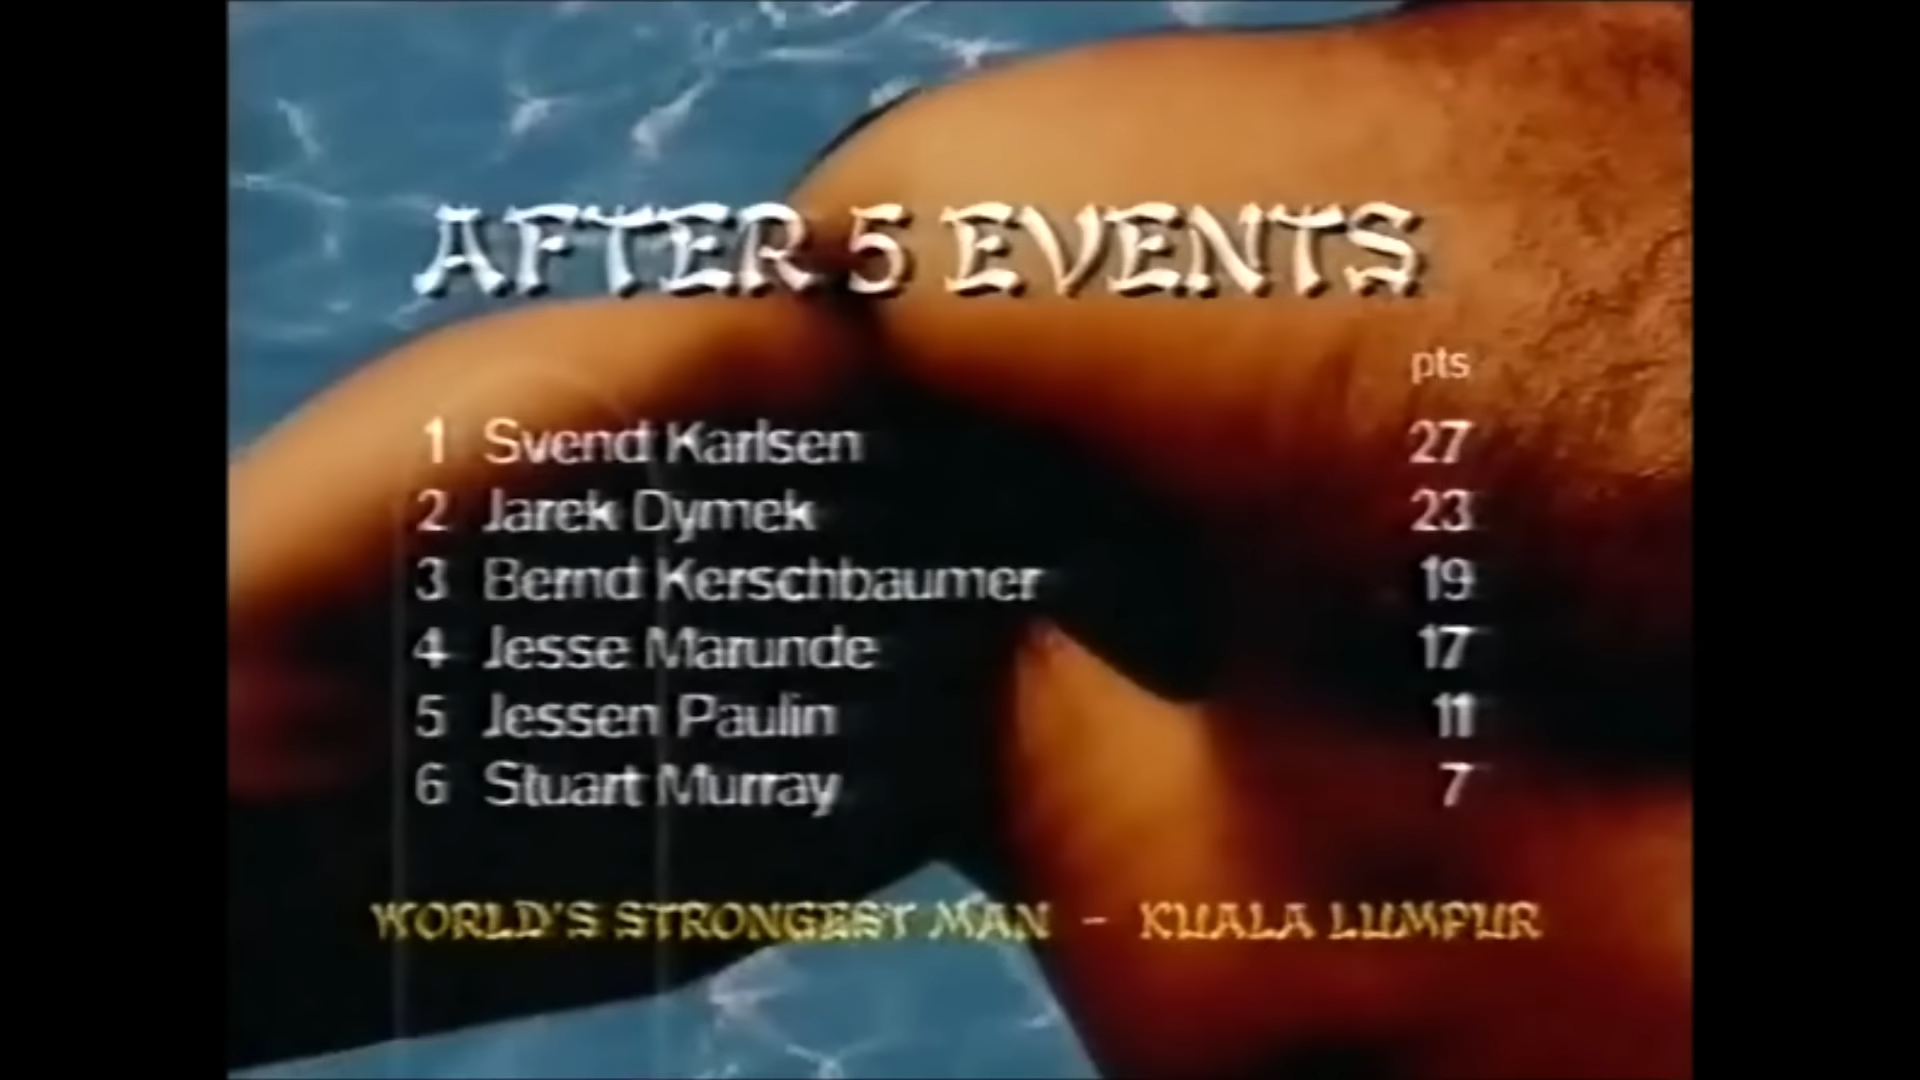 AFTER 5 EVENTS
pts
1 Svend Karlsen 27
2 Jarek Dymek 23
3 Bernd Kerschbaumer 19
4 Jesse Marunde 17
5 Jessen Paulin 11
6 Stuart Murray 7
WORLD'S STRONGEST MAN - KUALA LUMPUR